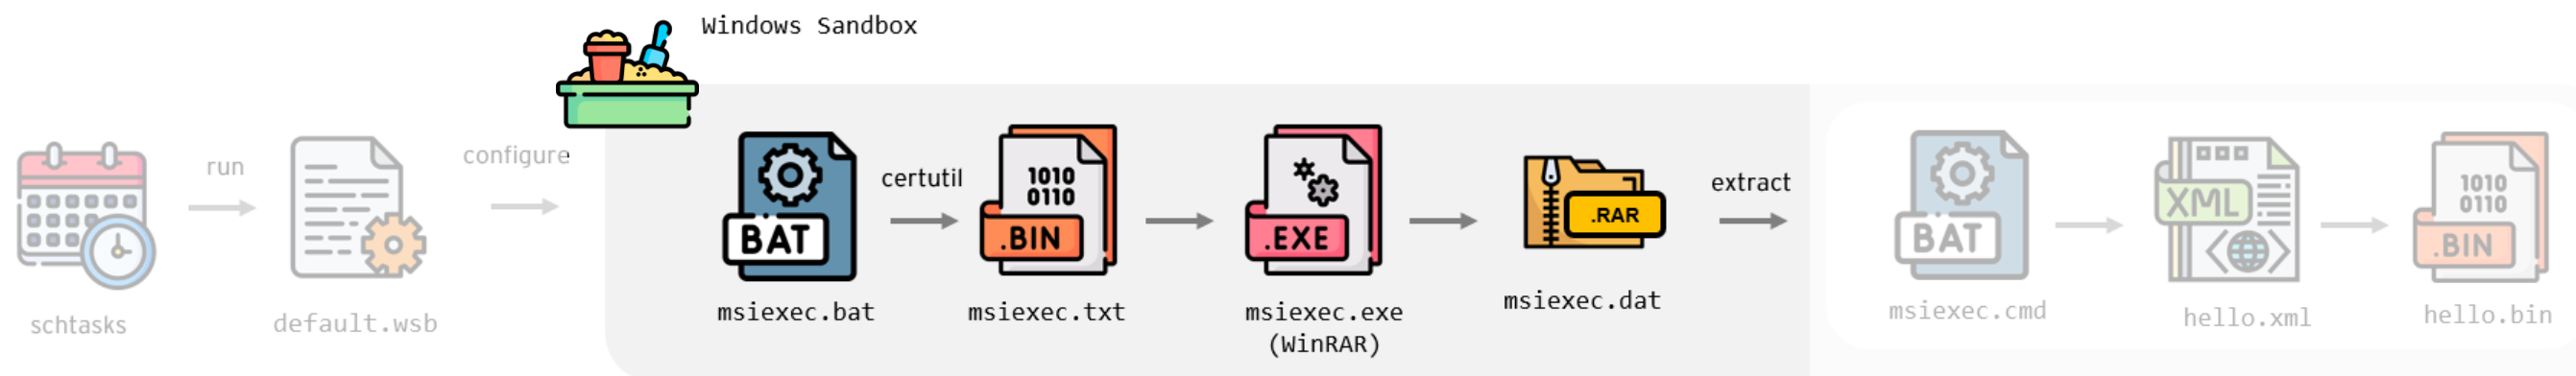 Windows Sandbox
run
configure
certutil
extract
1010
0110
BAT
.BIN
.EXE
.RAR
BAT
XML
1010
0110
.BIN
schtasks
default.wsb
msiexec.bat
msiexec.txt
msiexec.exe
(WinRAR)
msiexec.dat
msiexec.cmd
hello.xml
hello.bin